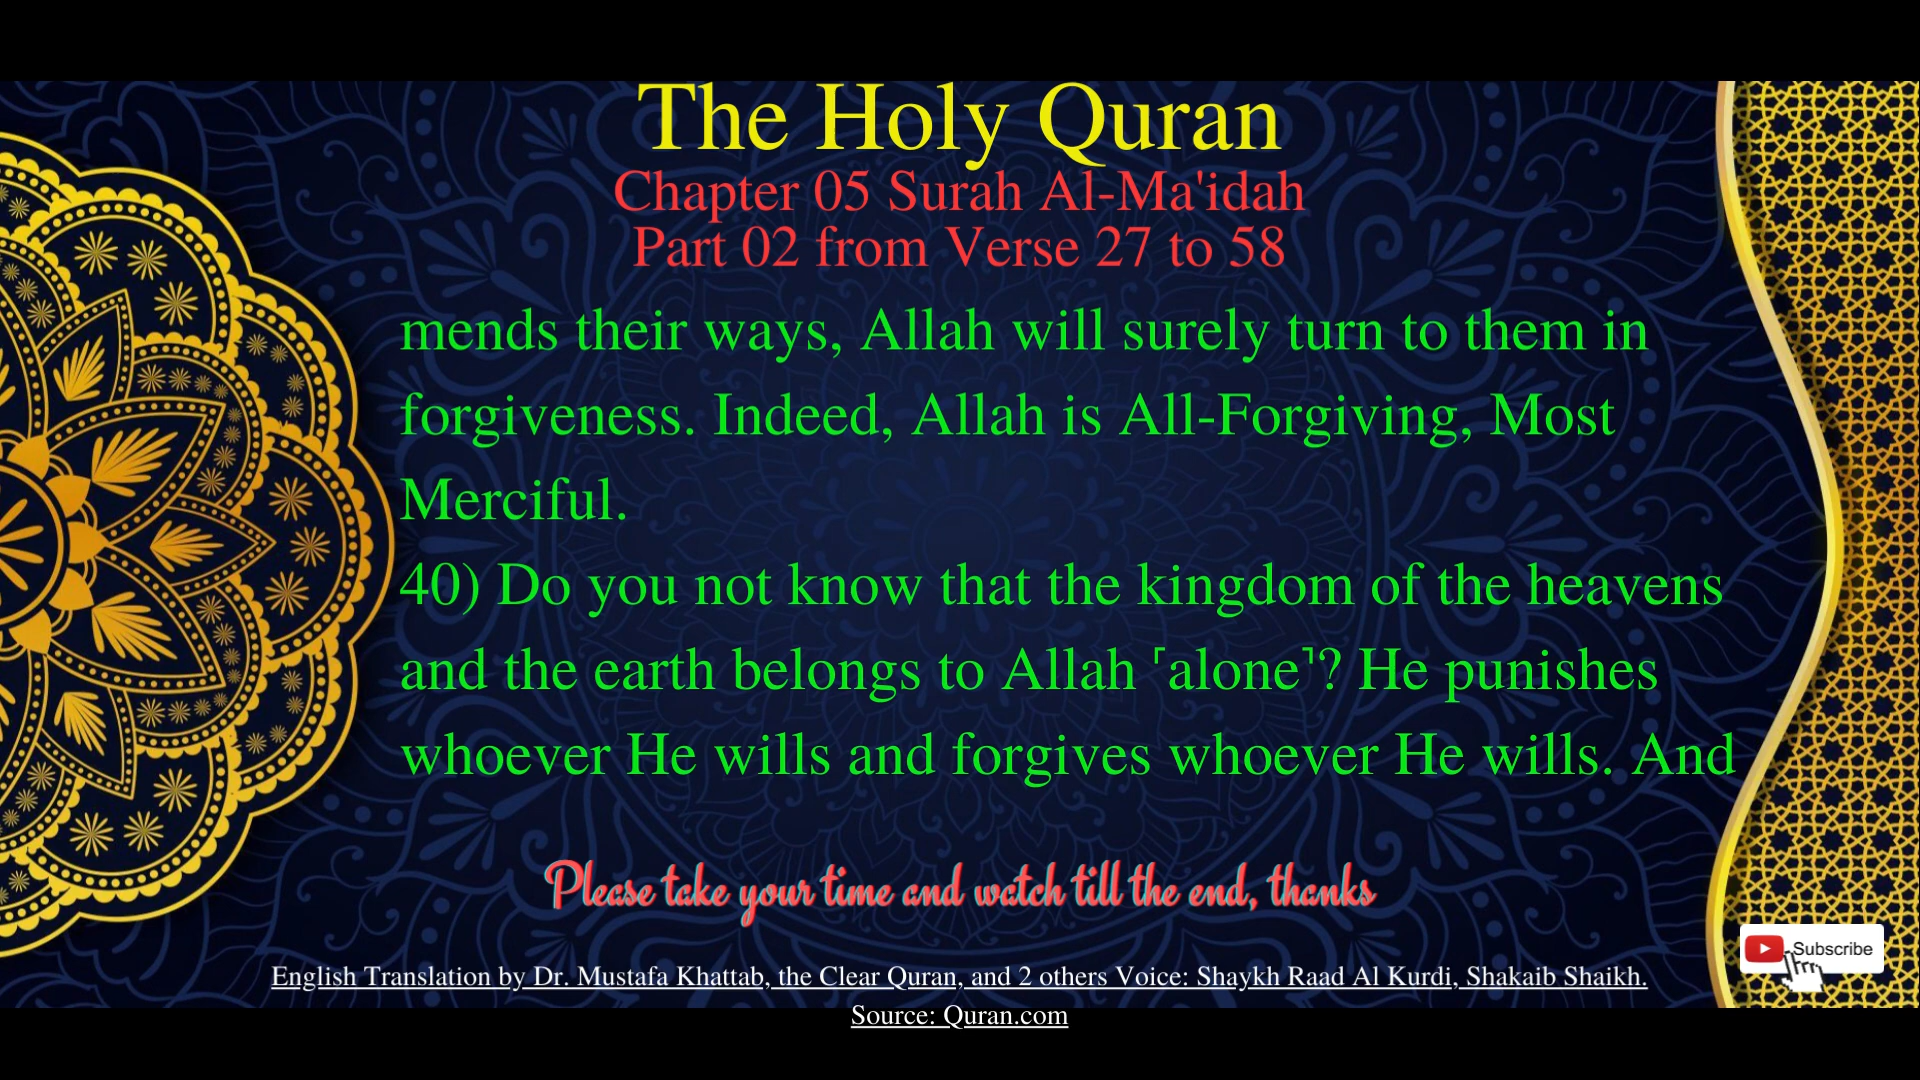 The Holy Quran
Chapter 05 Surah Al-Ma'idah
Part 02 from Verse 27 to 58
mends their ways, Allah will surely turn to them in
forgiveness. Indeed, Allah is All-Forgiving, Most
Merciful.
40) Do you not know that the kingdom of the heavens
and the earth belongs to Allah ˹alone˺? He punishes
whoever He wills and forgives whoever He wills. And
Please take your time and watch till the end, thanks
Subscribe
English Translation by Dr. Mustafa Khattab, the Clear Quran, and 2 others Voice: Shaykh Raad Al Kurdi, Shakaib Shaikh.
Source: Quran.com